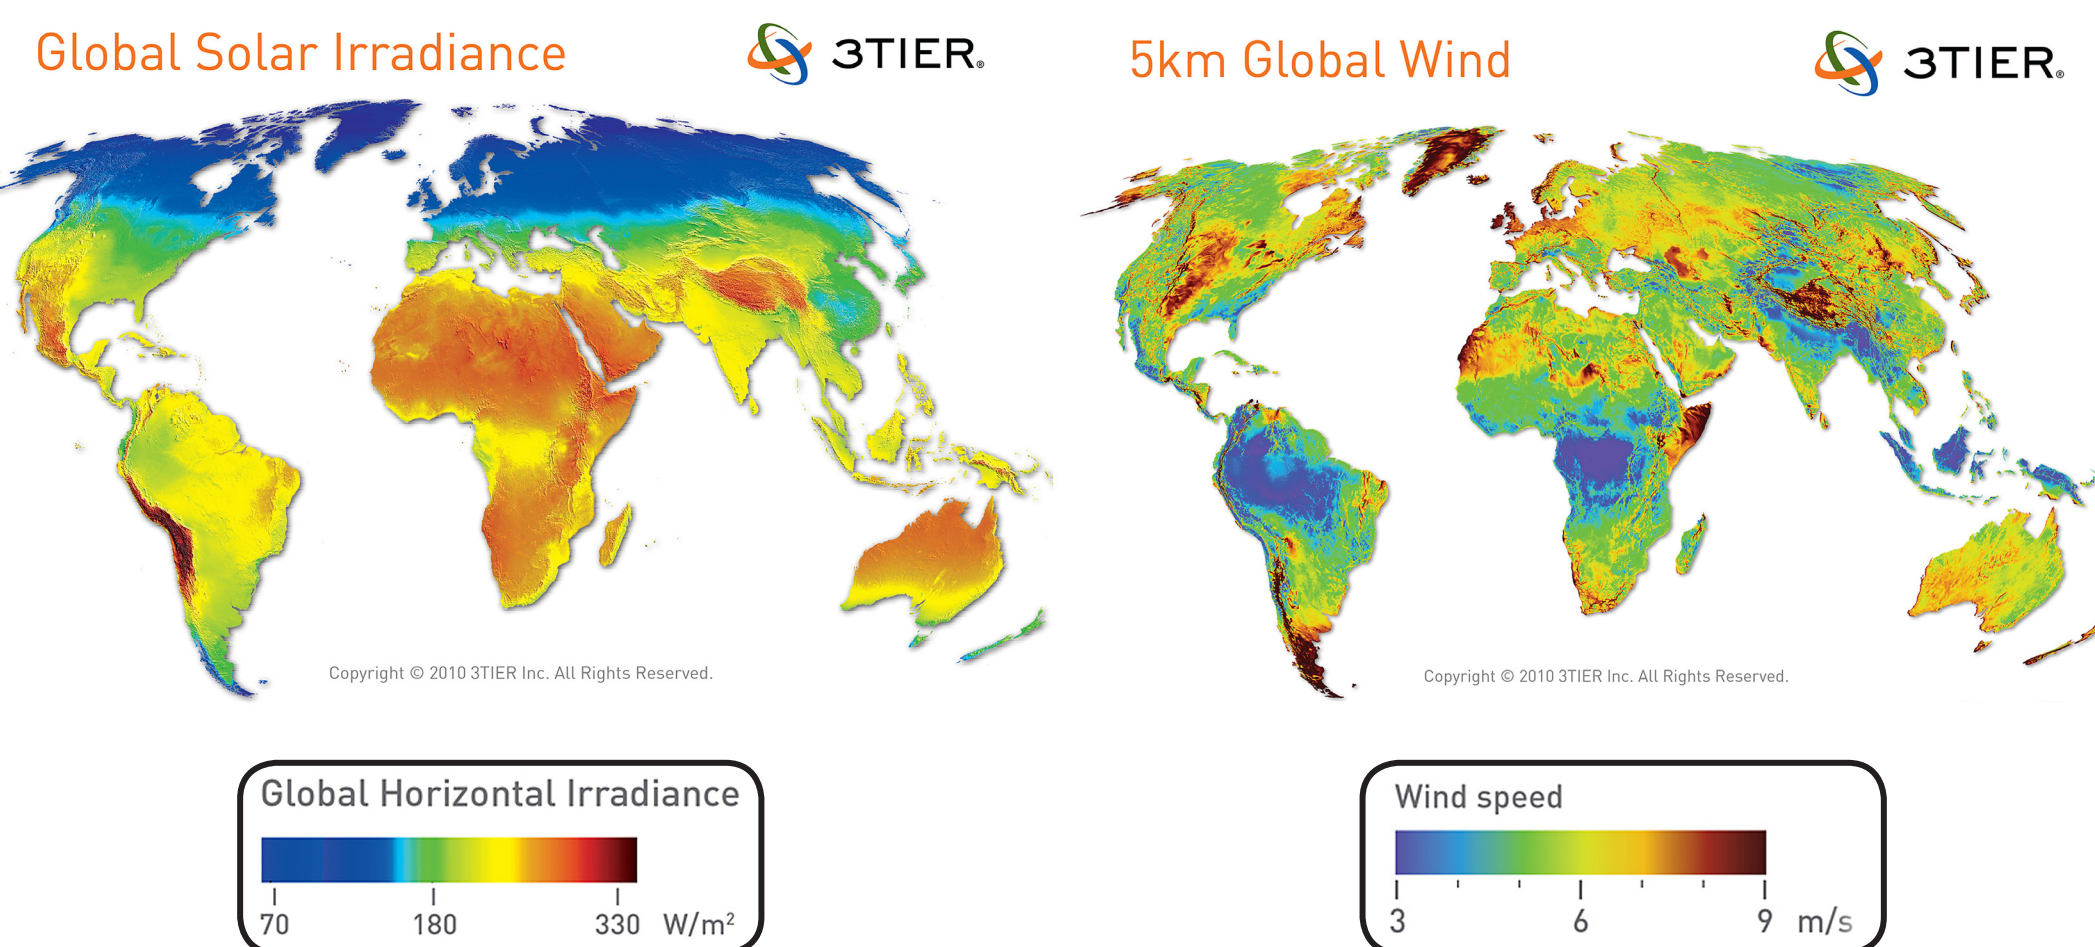 Global Solar Irradiance
3TIER®
Copyright © 2010 3TIER Inc. All Rights Reserved.
Global Horizontal Irradiance
70 180 330 W/m²
5km Global Wind
3TIER®
Copyright © 2010 3TIER Inc. All Rights Reserved.
Wind speed
3 6 9 m/s